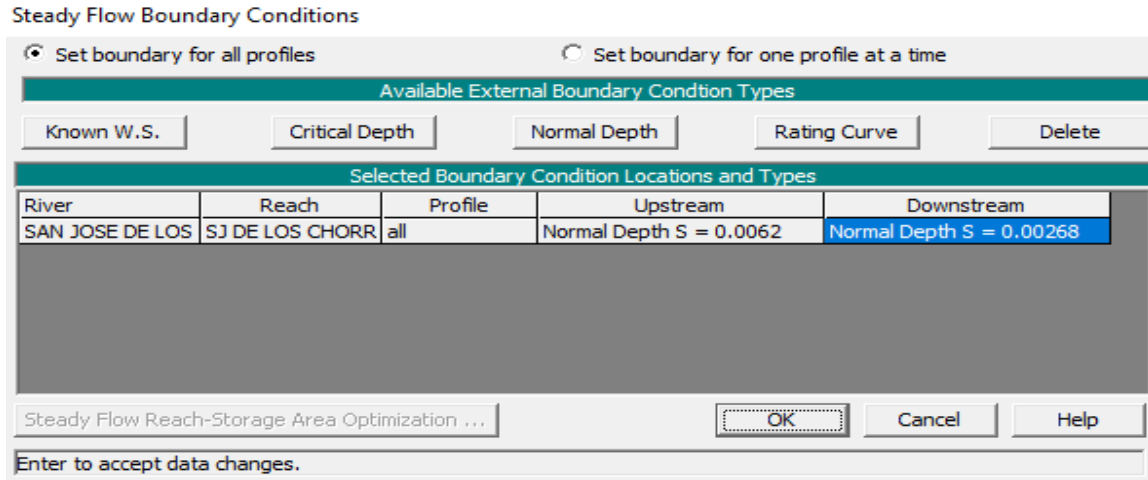 Steady Flow Boundary Conditions
Set boundary for all profiles Set boundary for one profile at a time
Available External Boundary Condtion Types
Known W.S. Critical Depth Normal Depth Rating Curve Delete
Selected Boundary Condition Locations and Types
River Reach Profile Upstream Downstream
SAN JOSE DE LOS SJ DE LOS CHORR all Normal Depth S = 0.0062 Normal Depth S = 0.00268
Steady Flow Reach-Storage Area Optimization ... OK Cancel Help
Enter to accept data changes.